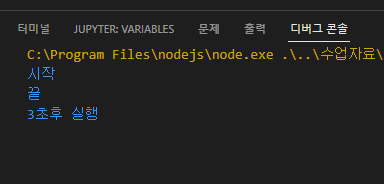 터미널 JUPYTER: VARIABLES 문제 출력 디버그 콘솔
C:\Program Files\nodejs\node.exe .\..\수업자료\
시작
끝
3초후 실행